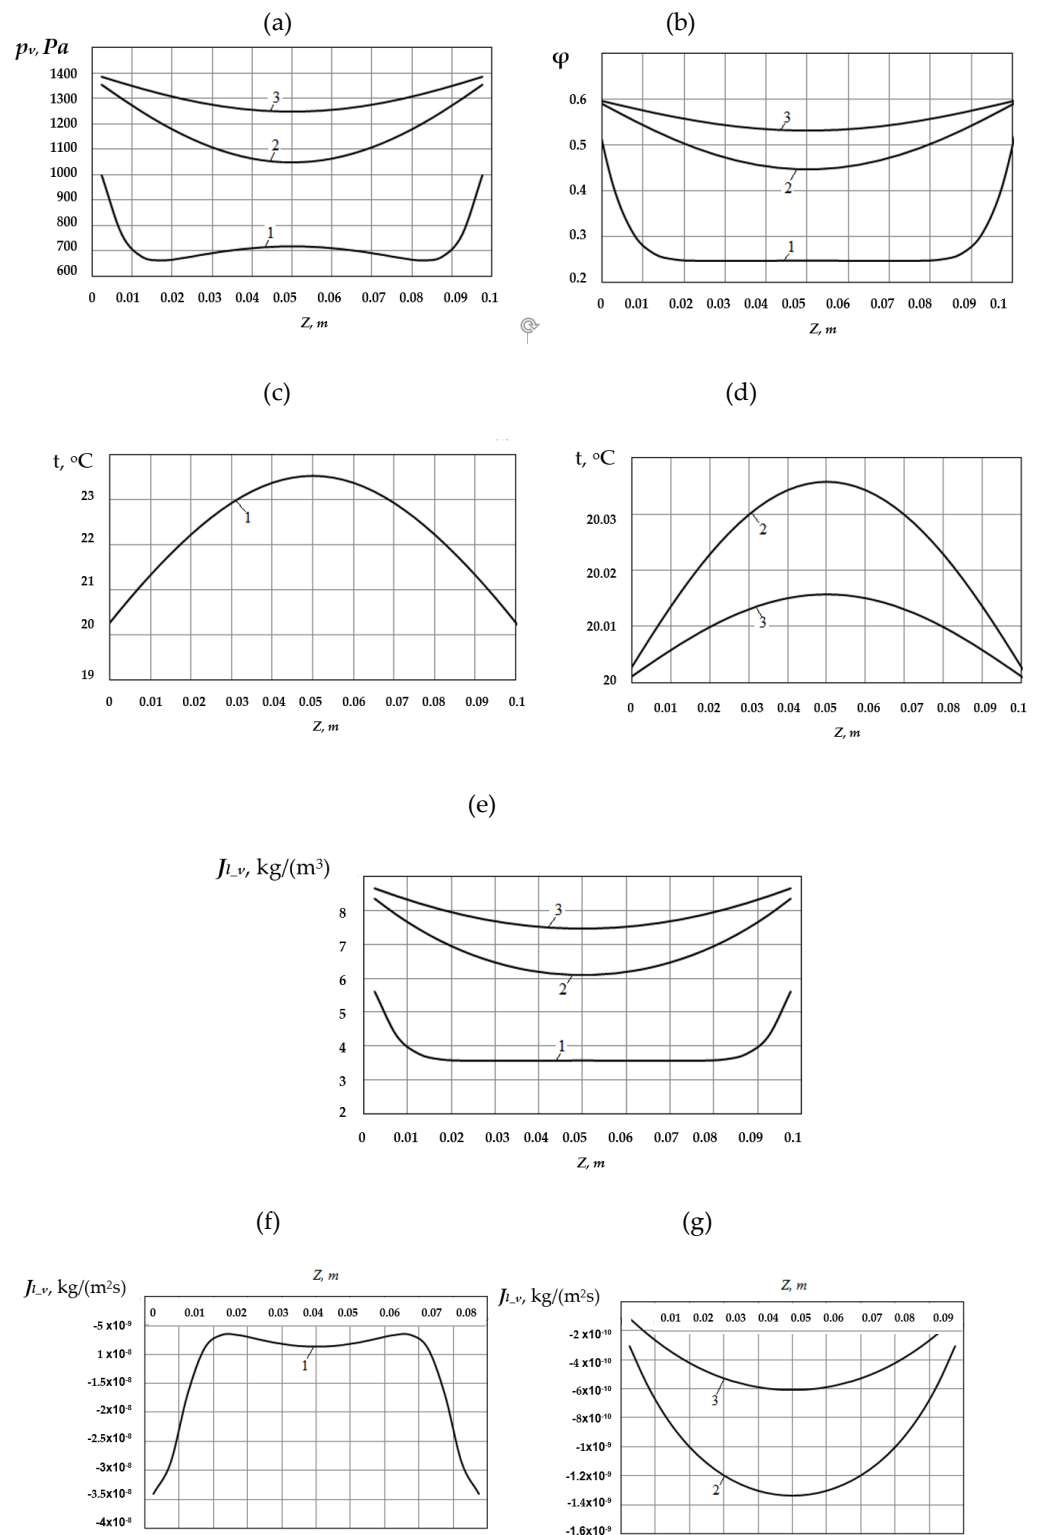 (a)
(b)
pv, Pa
1400
1300
1200
1100
1000
900
800
700
600
3
2
1
0 0.01 0.02 0.03 0.04 0.05 0.06 0.07 0.08 0.09 0.1
Z, m
φ
0.6
0.5
0.4
0.3
0.2
3
2
1
0 0.01 0.02 0.03 0.04 0.05 0.06 0.07 0.08 0.09 0.1
Z, m
(c)
(d)
t, °C
23
22
21
20
19
1
0 0.01 0.02 0.03 0.04 0.05 0.06 0.07 0.08 0.09 0.1
Z, m
t, °C
20.03
20.02
20.01
20
2
3
0 0.01 0.02 0.03 0.04 0.05 0.06 0.07 0.08 0.09 0.1
Z, m
(e)
Jl_v, kg/(m³)
8
7
6
5
4
3
2
3
2
1
0 0.01 0.02 0.03 0.04 0.05 0.06 0.07 0.08 0.09 0.1
Z, m
(f)
(g)
Jl_v, kg/(m²s)
Z, m
0 0.01 0.02 0.03 0.04 0.05 0.06 0.07 0.08
-5 x10⁻⁹
1 x10⁻⁸
-1.5x10⁻⁸
-2x10⁻⁸
-2.5x10⁻⁸
-3x10⁻⁸
-3.5x10⁻⁸
-4x10⁻⁸
1
Jl_v, kg/(m²s)
Z, m
0.01 0.02 0.03 0.04 0.05 0.06 0.07 0.08 0.09
-2 x10⁻¹⁰
-4 x10⁻¹⁰
-6x10⁻¹⁰
-8x10⁻¹⁰
-1x10⁻⁹
-1.2x10⁻⁹
-1.4x10⁻⁹
-1.6x10⁻⁹
3
2